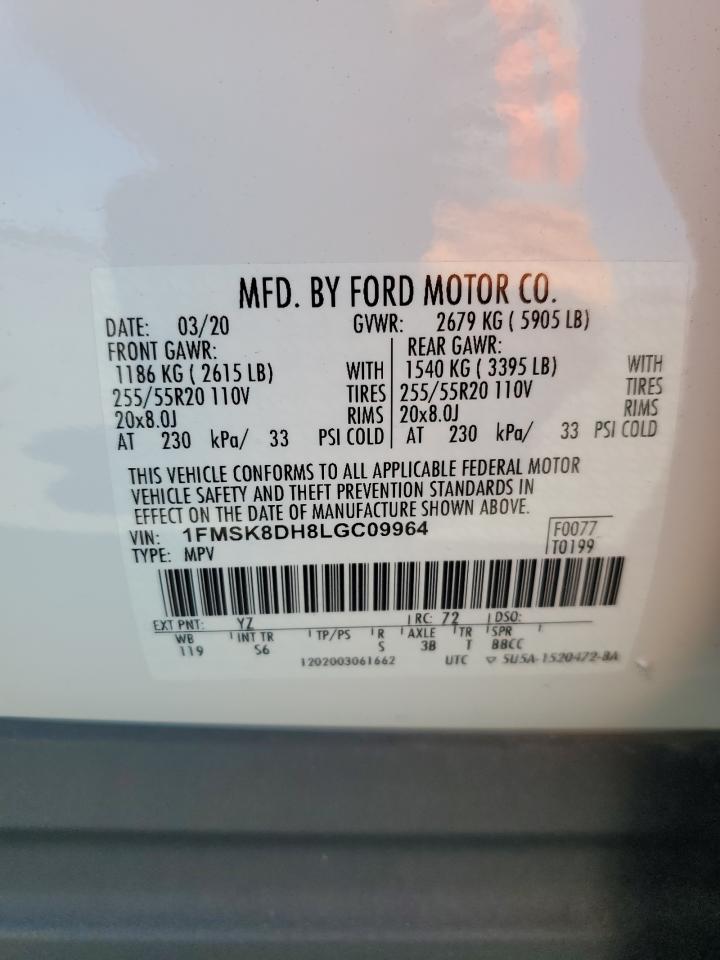 MFD. BY FORD MOTOR CO.
DATE: 03/20 GVWR: 2679 KG ( 5905 LB)
FRONT GAWR: REAR GAWR:
1186 KG ( 2615 LB) WITH 1540 KG ( 3395 LB) WITH
255/55R20 110V TIRES 255/55R20 110V TIRES
20x8.0J RIMS 20x8.0J RIMS
AT 230 kPa/ 33 PSI COLD AT 230 kPa/ 33 PSI COLD
THIS VEHICLE CONFORMS TO ALL APPLICABLE FEDERAL MOTOR
VEHICLE SAFETY AND THEFT PREVENTION STANDARDS IN
EFFECT ON THE DATE OF MANUFACTURE SHOWN ABOVE.
VIN: 1FMSK8DH8LGC09964 F0077
TYPE: MPV T0199
EXT PNT: YZ RC: 72 DSO:
WB INT TR TP/PS R AXLE TR SPR
119 S6 S 3B T BBCC
1202003061662 UTC ▽ 5U5A-1520472-BA